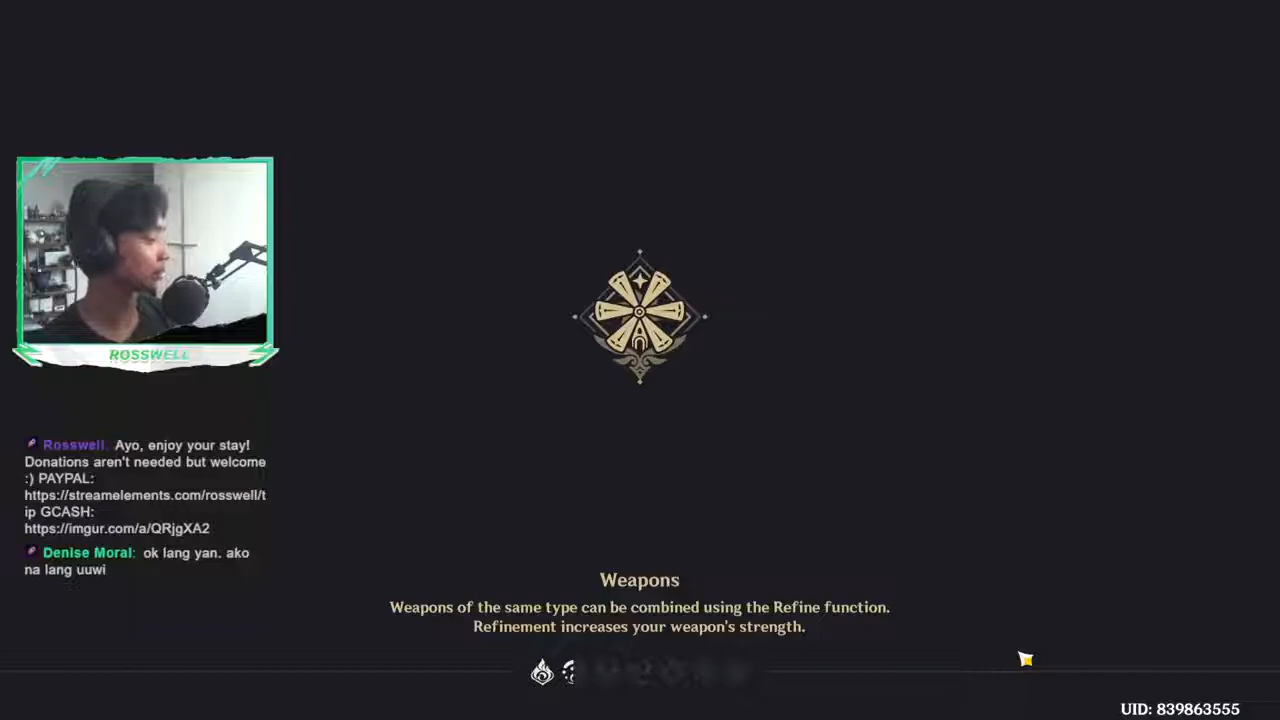 ROSSWELL
Rosswell: Ayo, enjoy your stay!
Donations aren't needed but welcome
:) PAYPAL:
https://streamelements.com/rosswell/t
ip GCASH:
https://imgur.com/a/QRjgXA2
Denise Moral: ok lang yan. ako
na lang uuwi
Weapons
Weapons of the same type can be combined using the Refine function.
Refinement increases your weapon's strength.
UID: 839863555